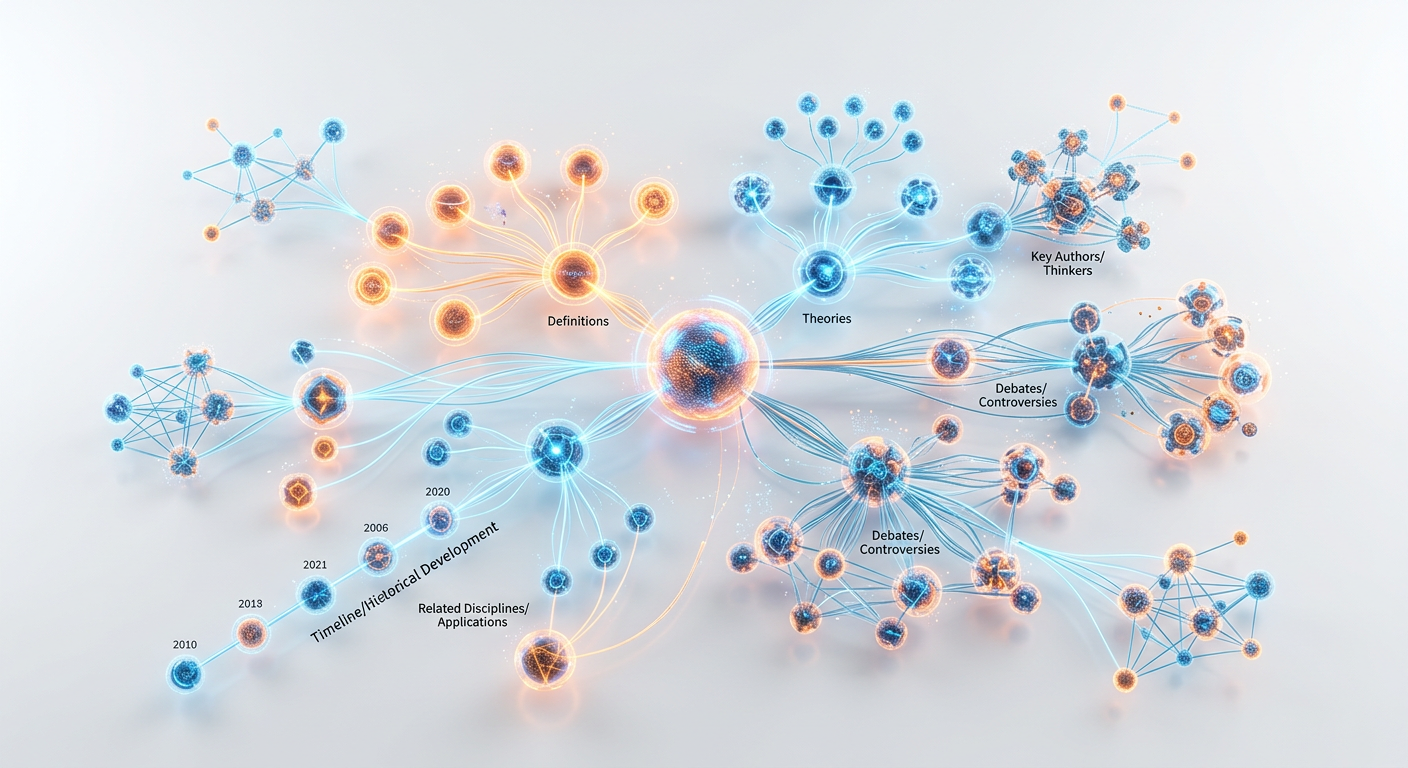 Key Authors/
Thinkers
Definitions
Theories
Debates/
Controversies
2020
2006
2021
2013
2010
Timeline/Hielorical Development
Debates/
Controversies
Related Disciplines/
Applications